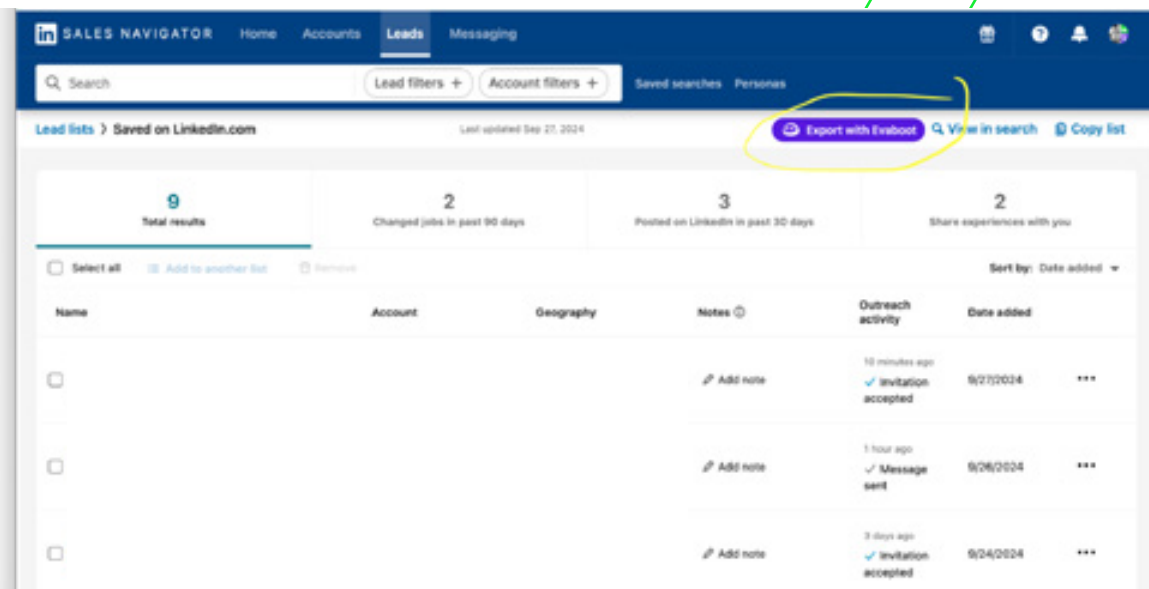 in SALES NAVIGATOR Home Accounts Leads Messaging
Search Lead filters + Account filters + Saved searches Personas
Lead lists > Saved on LinkedIn.com Last updated Sep 27, 2024 Export with Evaboot View in search Copy list
9 2 3 2
Total results Changed jobs in past 90 days Posted on LinkedIn in past 30 days Share experiences with you
Select all Add to another list Remove Sort by: Date added
Name Account Geography Notes Outreach activity Date added
10 minutes ago
Add note ✓ Invitation accepted 9/27/2024 •••
1 hour ago
Add note ✓ Message sent 9/26/2024 •••
3 days ago
Add note ✓ Invitation accepted 9/24/2024 •••